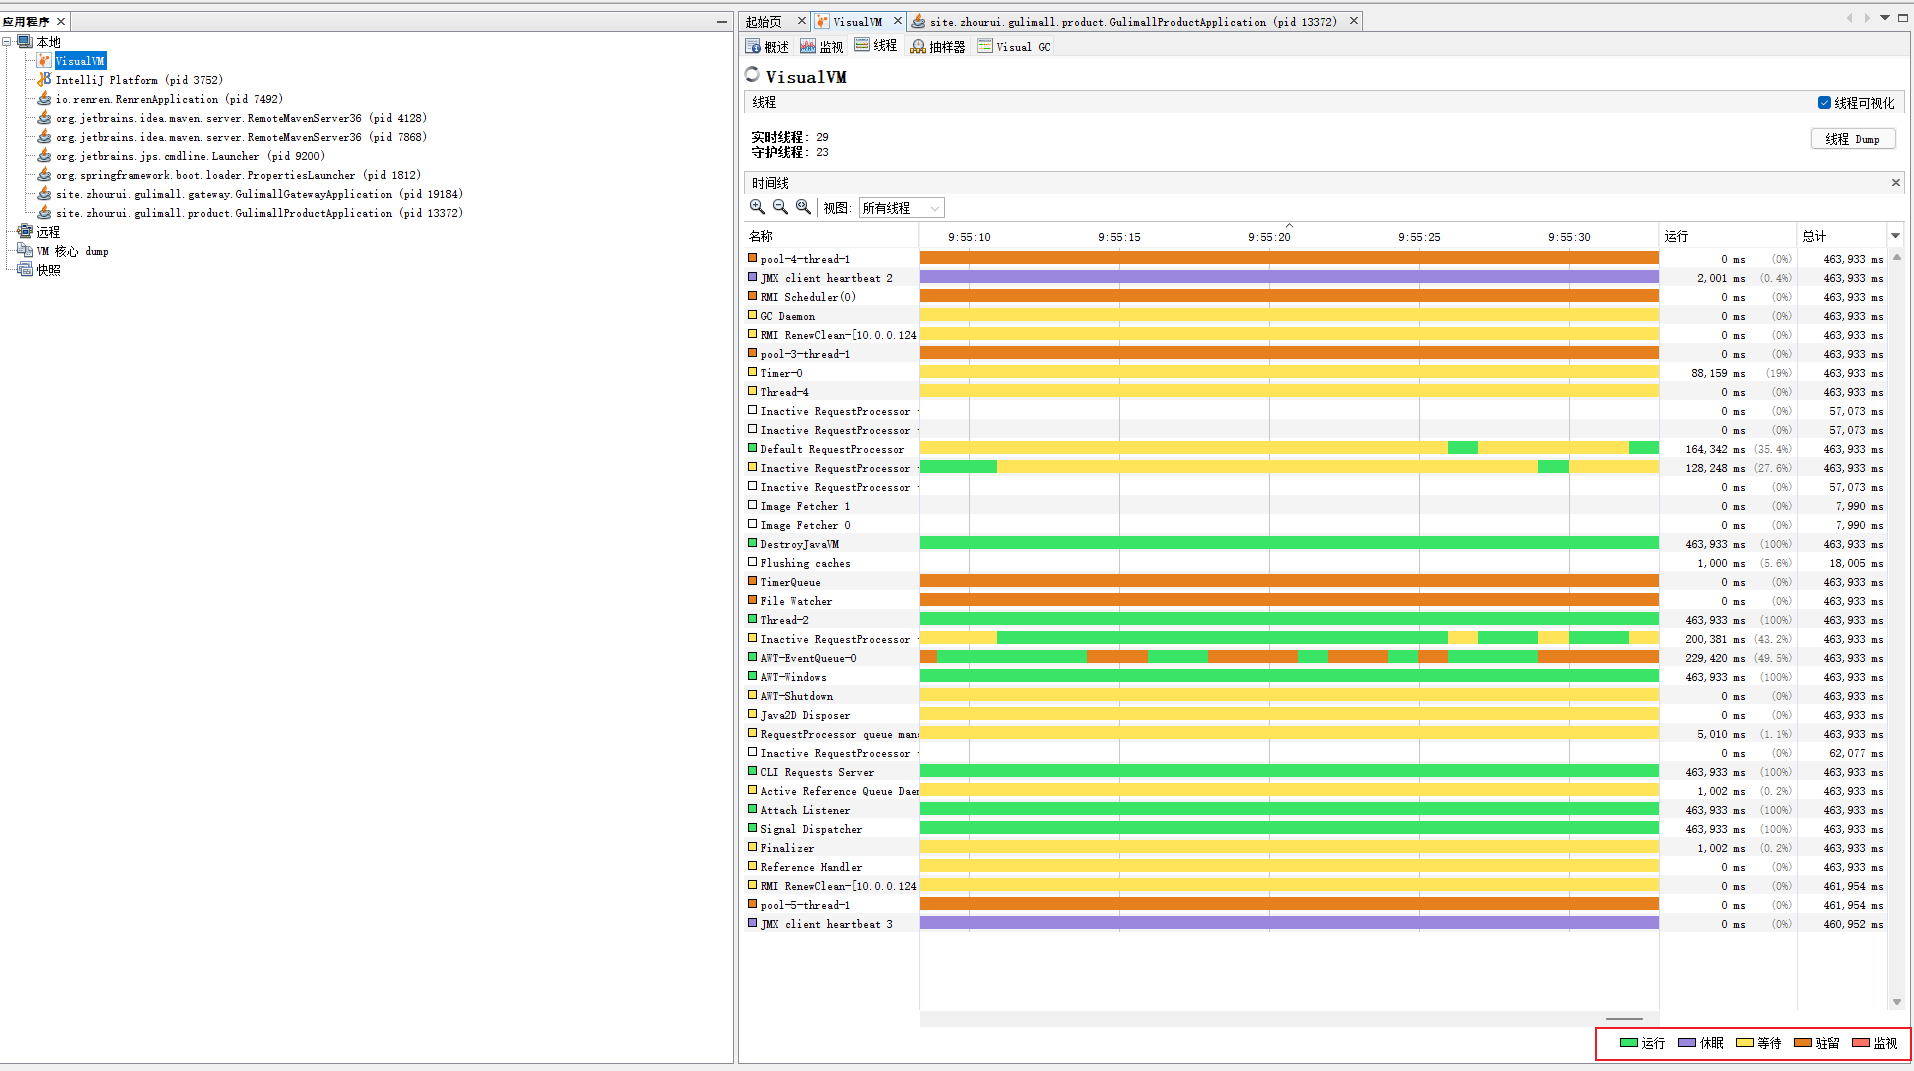 应用程序
本地
VisualVM
IntelliJ Platform (pid 3752)
io.renren.RenrenApplication (pid 7492)
org.jetbrains.idea.maven.server.RemoteMavenServer36 (pid 4128)
org.jetbrains.idea.maven.server.RemoteMavenServer36 (pid 7868)
org.jetbrains.jps.cmdline.Launcher (pid 9200)
org.springframework.boot.loader.PropertiesLauncher (pid 1812)
site.zhourui.gulimall.gateway.GulimallGatewayApplication (pid 19184)
site.zhourui.gulimall.product.GulimallProductApplication (pid 13372)
远程
VM 核心 dump
快照
起始页 VisualVM site.zhourui.gulimall.product.GulimallProductApplication (pid 13372)
概述 监视 线程 抽样器 Visual GC
VisualVM
线程 线程可视化
实时线程: 29
守护线程: 23
线程 Dump
时间线
视图: 所有线程
名称 9:55:10 9:55:15 9:55:20 9:55:25 9:55:30 运行 总计
pool-4-thread-1 0 ms (0%) 463,933 ms
JMX client heartbeat 2 2,001 ms (0.4%) 463,933 ms
RMI Scheduler(0) 0 ms (0%) 463,933 ms
GC Daemon 0 ms (0%) 463,933 ms
RMI RenewClean-[10.0.0.124 0 ms (0%) 463,933 ms
pool-3-thread-1 0 ms (0%) 463,933 ms
Timer-0 88,159 ms (19%) 463,933 ms
Thread-4 0 ms (0%) 463,933 ms
Inactive RequestProcessor 0 ms (0%) 57,073 ms
Inactive RequestProcessor 0 ms (0%) 57,073 ms
Default RequestProcessor 164,342 ms (35.4%) 463,933 ms
Inactive RequestProcessor 128,248 ms (27.6%) 463,933 ms
Inactive RequestProcessor 0 ms (0%) 57,073 ms
Image Fetcher 1 0 ms (0%) 7,990 ms
Image Fetcher 0 0 ms (0%) 7,990 ms
DestroyJavaVM 463,933 ms (100%) 463,933 ms
Flushing caches 1,000 ms (5.6%) 18,005 ms
TimerQueue 0 ms (0%) 463,933 ms
File Watcher 0 ms (0%) 463,933 ms
Thread-2 463,933 ms (100%) 463,933 ms
Inactive RequestProcessor 200,381 ms (43.2%) 463,933 ms
AWT-EventQueue-0 229,420 ms (49.5%) 463,933 ms
AWT-Windows 463,933 ms (100%) 463,933 ms
AWT-Shutdown 0 ms (0%) 463,933 ms
Java2D Disposer 0 ms (0%) 463,933 ms
RequestProcessor queue mana 5,010 ms (1.1%) 463,933 ms
Inactive RequestProcessor 0 ms (0%) 62,077 ms
CLI Requests Server 463,933 ms (100%) 463,933 ms
Active Reference Queue Daem 1,002 ms (0.2%) 463,933 ms
Attach Listener 463,933 ms (100%) 463,933 ms
Signal Dispatcher 463,933 ms (100%) 463,933 ms
Finalizer 1,002 ms (0.2%) 463,933 ms
Reference Handler 0 ms (0%) 463,933 ms
RMI RenewClean-[10.0.0.124 0 ms (0%) 461,954 ms
pool-5-thread-1 0 ms (0%) 461,954 ms
JMX client heartbeat 3 0 ms (0%) 460,952 ms
运行 休眠 等待 驻留 监视